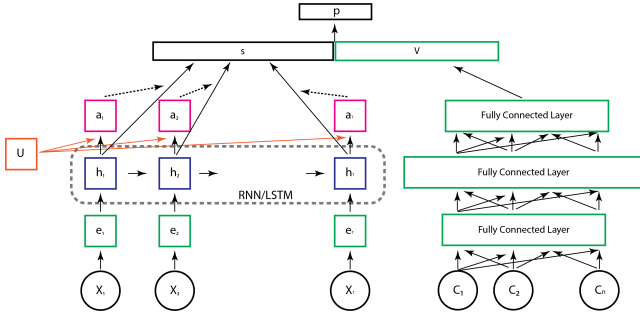 p
s V
a₁ a₂ aₜ Fully Connected Layer
U
h₁ h₂ hₜ Fully Connected Layer
RNN/LSTM
e₁ e₂ eₜ Fully Connected Layer
X₁ X₂ Xₜ C₁ C₂ Cₙ